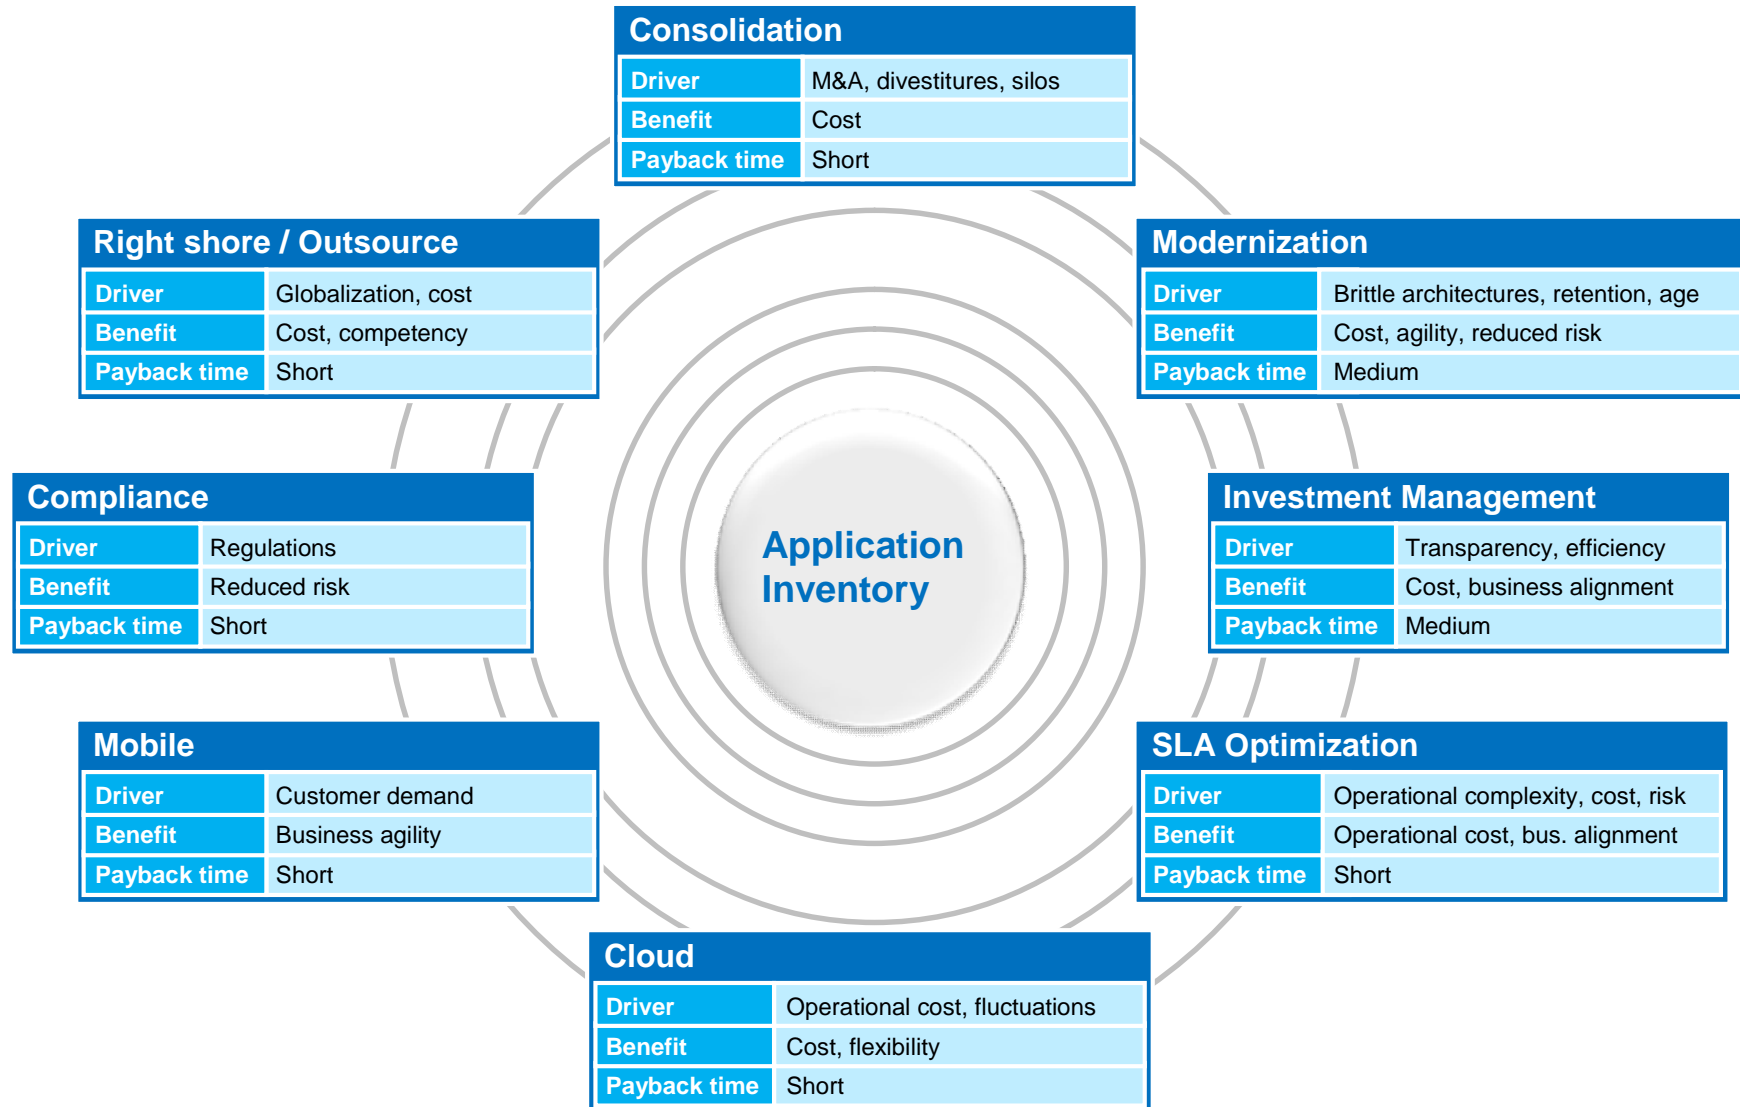 Consolidation
Driver M&A, divestitures, silos
Benefit Cost
Payback time Short
Right shore / Outsource
Driver Globalization, cost
Benefit Cost, competency
Payback time Short
Modernization
Driver Brittle architectures, retention, age
Benefit Cost, agility, reduced risk
Payback time Medium
Compliance
Driver Regulations
Benefit Reduced risk
Payback time Short
Application
Inventory
Investment Management
Driver Transparency, efficiency
Benefit Cost, business alignment
Payback time Medium
Mobile
Driver Customer demand
Benefit Business agility
Payback time Short
SLA Optimization
Driver Operational complexity, cost, risk
Benefit Operational cost, bus. alignment
Payback time Short
Cloud
Driver Operational cost, fluctuations
Benefit Cost, flexibility
Payback time Short